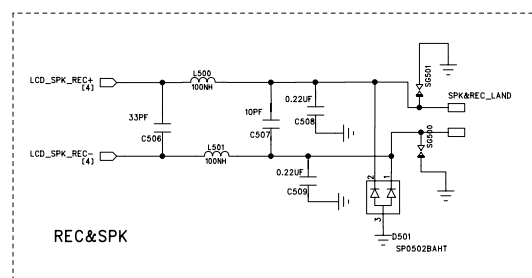 L500
100NH
LCD_SPK_REC+
[4]
SG501
SPK&REC_LAND
33PF
C506
10PF
C507
0.22UF
C508
SG500
LCD_SPK_REC-
[4]
L501
100NH
0.22UF
C509
2
1
3
D501
SP0502BAHT
REC&SPK